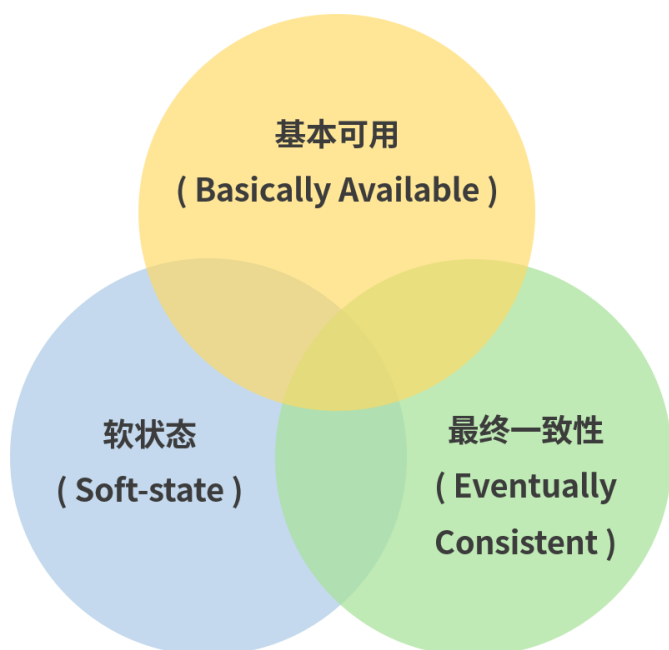 基本可用
( Basically Available )
软状态
( Soft-state )
最终一致性
( Eventually
Consistent )